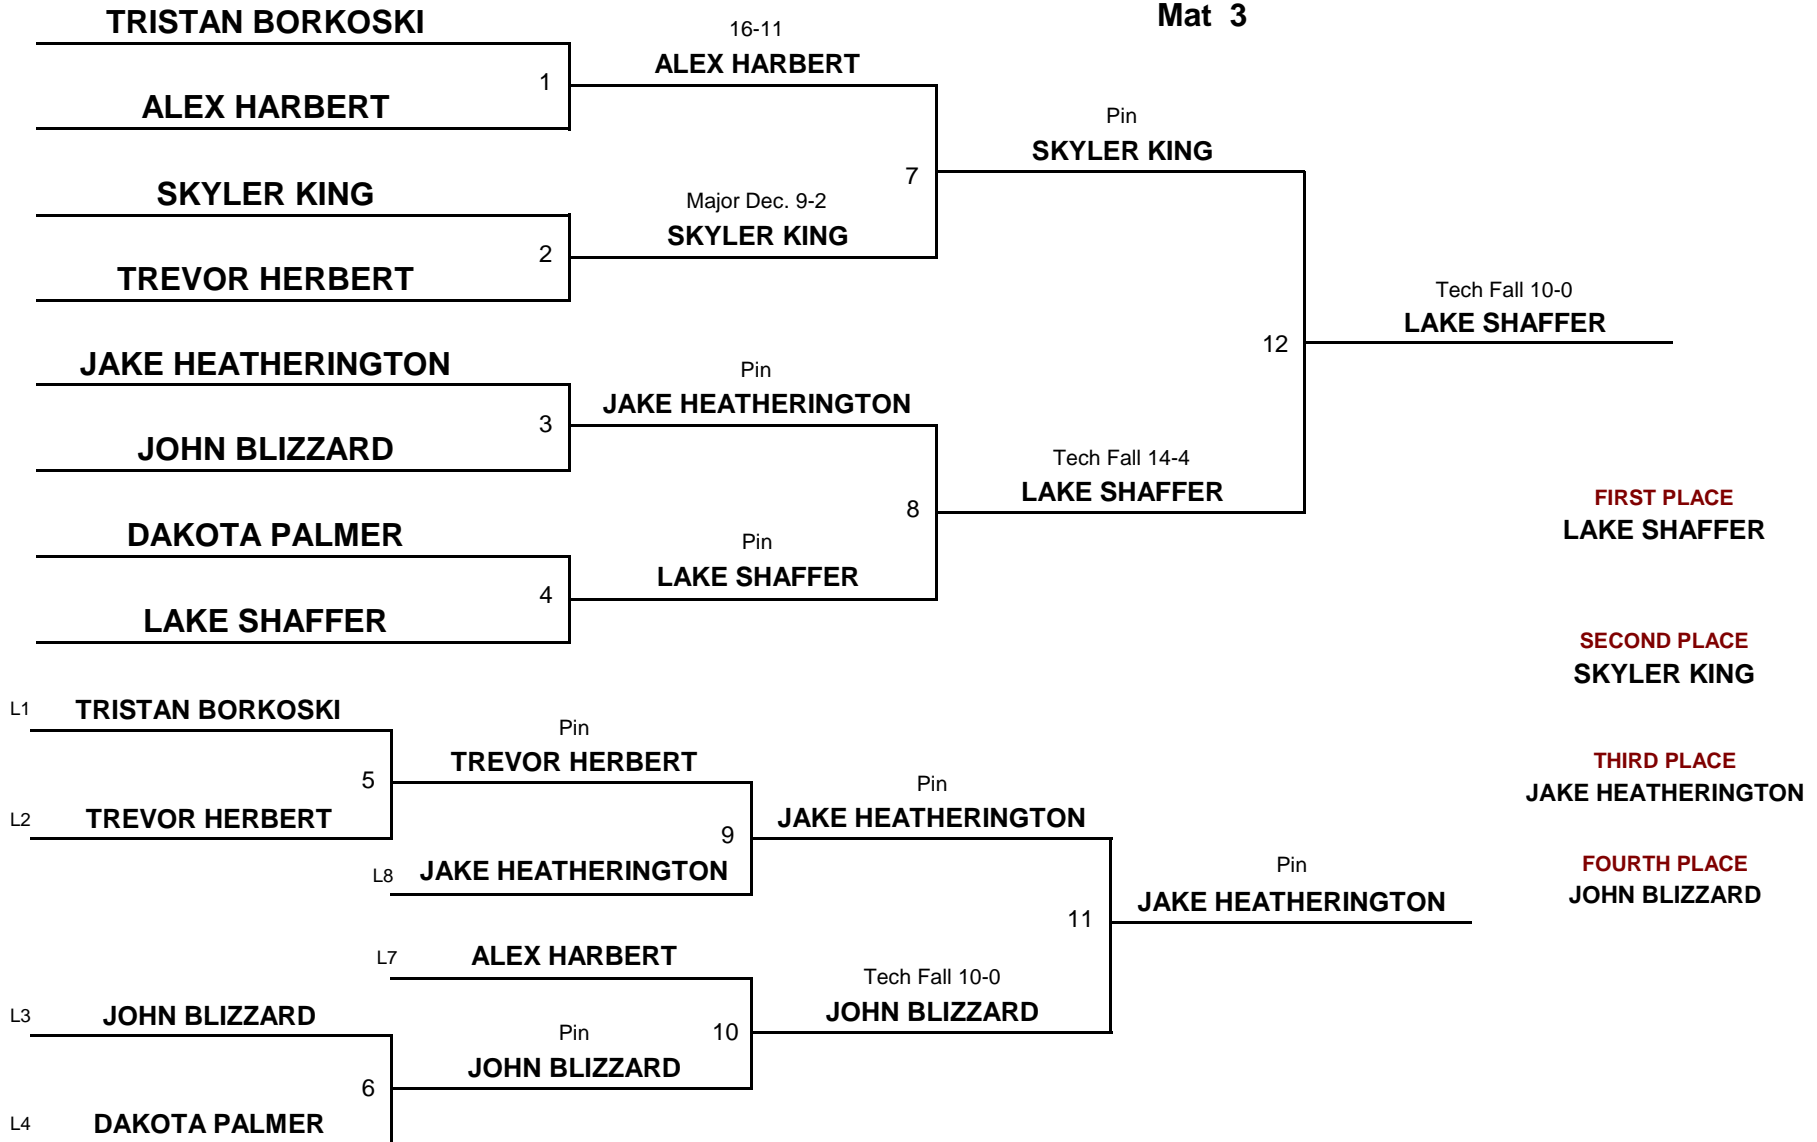 Mat 3
TRISTAN BORKOSKI
16-11
ALEX HARBERT
1
ALEX HARBERT
Pin
SKYLER KING
7
SKYLER KING
Major Dec. 9-2
SKYLER KING
2
TREVOR HERBERT
Tech Fall 10-0
LAKE SHAFFER
12
JAKE HEATHERINGTON
Pin
JAKE HEATHERINGTON
3
JOHN BLIZZARD
Tech Fall 14-4
LAKE SHAFFER
8
DAKOTA PALMER
Pin
LAKE SHAFFER
4
LAKE SHAFFER
FIRST PLACE
LAKE SHAFFER
SECOND PLACE
SKYLER KING
THIRD PLACE
JAKE HEATHERINGTON
FOURTH PLACE
JOHN BLIZZARD
L1 TRISTAN BORKOSKI
Pin
TREVOR HERBERT
5
L2 TREVOR HERBERT
Pin
JAKE HEATHERINGTON
9
L8 JAKE HEATHERINGTON
Pin
JAKE HEATHERINGTON
11
L7 ALEX HARBERT
Tech Fall 10-0
JOHN BLIZZARD
L3 JOHN BLIZZARD
Pin
10
JOHN BLIZZARD
6
L4 DAKOTA PALMER